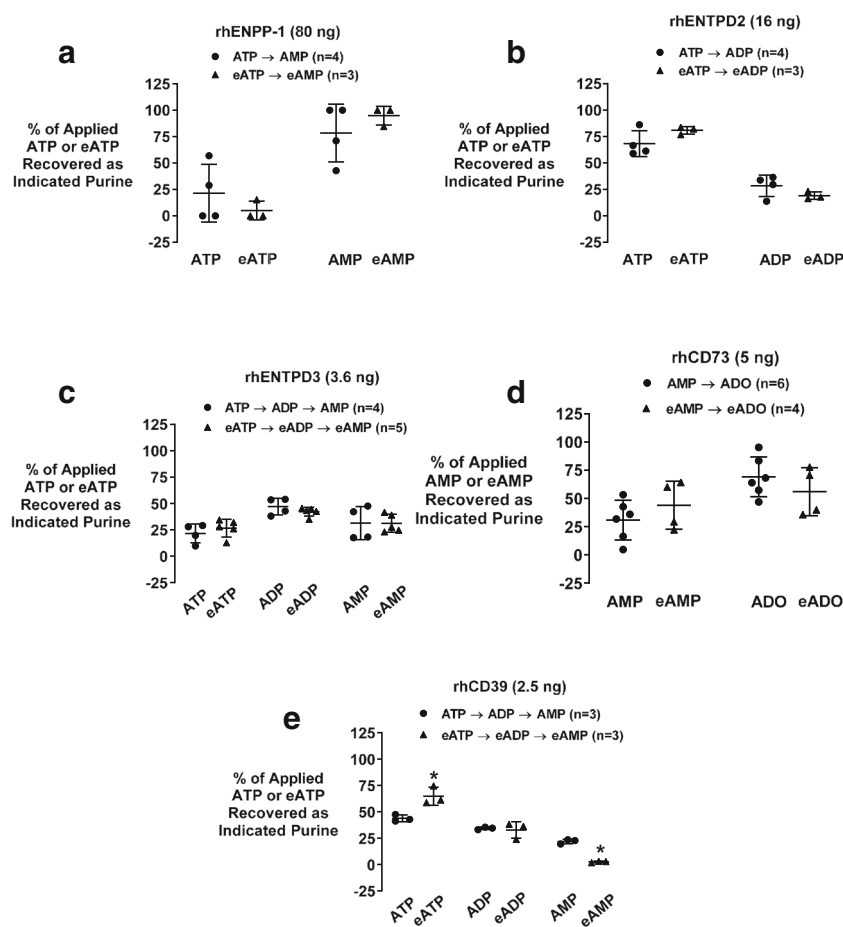 a
rhENPP-1 (80 ng)
ATP → AMP (n=4)
eATP → eAMP (n=3)
% of Applied
ATP or eATP
Recovered as
Indicated Purine
125
100
75
50
25
0
-25
ATP eATP AMP eAMP
b
rhENTPD2 (16 ng)
ATP → ADP (n=4)
eATP → eADP (n=3)
% of Applied
ATP or eATP
Recovered as
Indicated Purine
125
100
75
50
25
0
-25
ATP eATP ADP eADP
c
rhENTPD3 (3.6 ng)
ATP → ADP → AMP (n=4)
eATP → eADP → eAMP (n=5)
% of Applied
ATP or eATP
Recovered as
Indicated Purine
125
100
75
50
25
0
-25
ATP eATP ADP eADP AMP eAMP
d
rhCD73 (5 ng)
AMP → ADO (n=6)
eAMP → eADO (n=4)
% of Applied
AMP or eAMP
Recovered as
Indicated Purine
125
100
75
50
25
0
-25
AMP eAMP ADO eADO
e
rhCD39 (2.5 ng)
ATP → ADP → AMP (n=3)
eATP → eADP → eAMP (n=3)
% of Applied
ATP or eATP
Recovered as
Indicated Purine
125
100
75
50
25
0
-25
* *
ATP eATP ADP eADP AMP eAMP